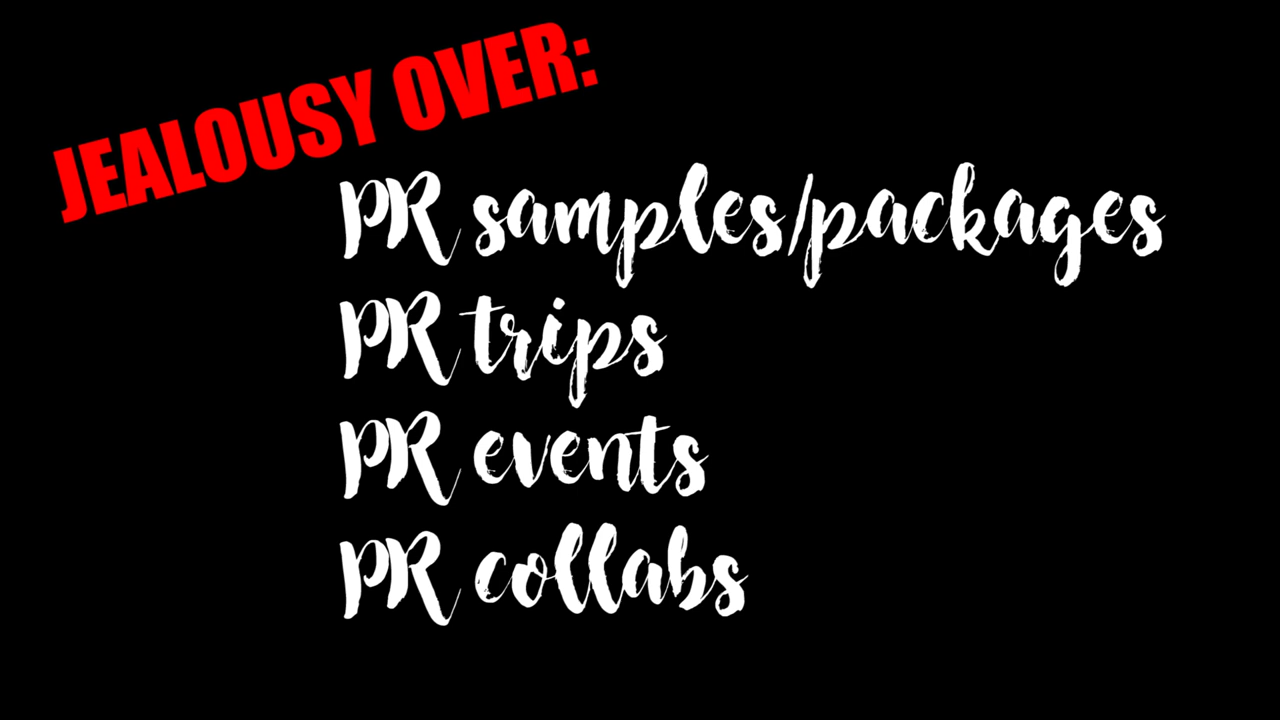 JEALOUSY OVER:
PR samples/packages
PR trips
PR events
PR collabs